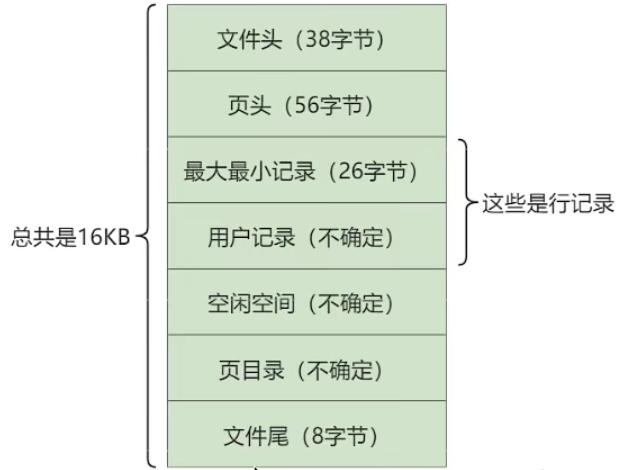 文件头（38字节）
页头（56字节）
最大最小记录（26字节）
这些是行记录
总共是16KB
用户记录（不确定）
空闲空间（不确定）
页目录（不确定）
文件尾（8字节）